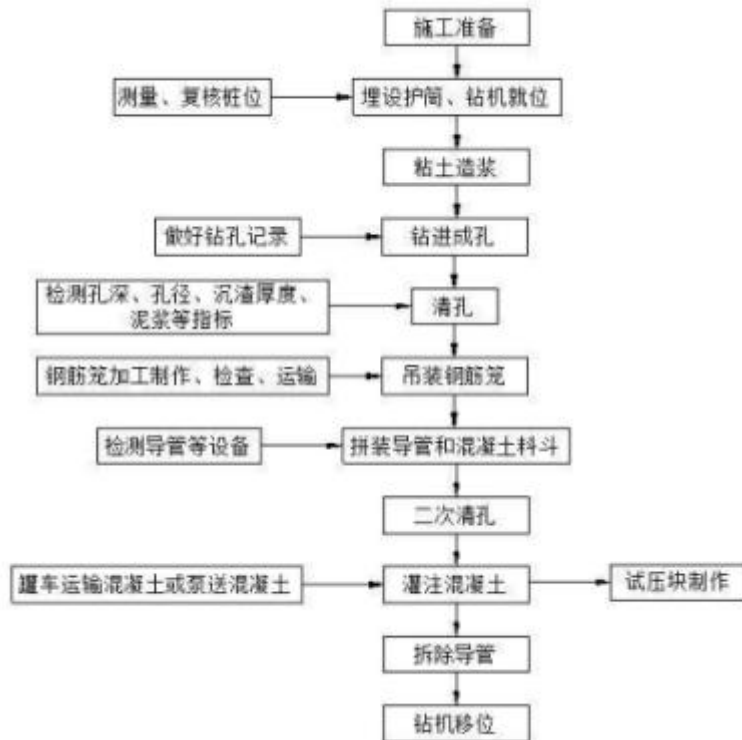 施工准备
测量、复核桩位
埋设护筒、钻机就位
粘土造浆
做好钻孔记录
钻进成孔
检测孔深、孔径、沉渣厚度、
泥浆等指标
清孔
钢筋笼加工制作、检查、运输
吊装钢筋笼
检测导管等设备
拼装导管和混凝土料斗
二次清孔
罐车运输混凝土或泵送混凝土
灌注混凝土
试压块制作
拆除导管
钻机移位